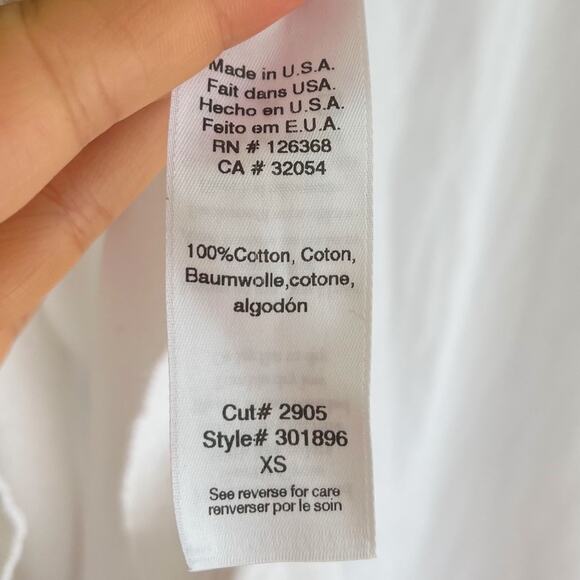 Made in U.S.A.
Fait dans USA.
Hecho en U.S.A.
Feito em E.U.A.
RN # 126368
CA # 32054
100%Cotton, Coton,
Baumwolle,cotone,
algodón
Cut# 2905
Style# 301896
XS
See reverse for care
renverser por le soin